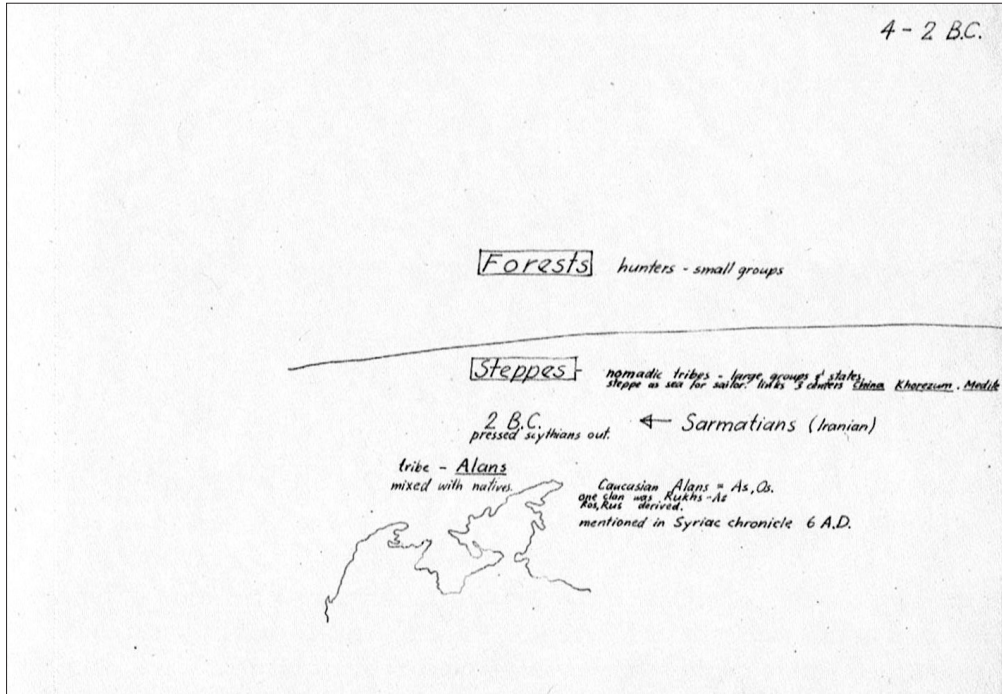 4 - 2 B.C.
Forests hunters - small groups
Steppes - nomadic tribes - large groups & states,
steppe as sea for sailor. links 3 centers China Khorezum. Medit
2 B.C. ← Sarmatians (Iranian)
pressed scythians out.
tribe - Alans
mixed with natives.
Caucasian Alans = As, Os.
one clan was Rukhs-As
Ros, Rus derived.
mentioned in Syriac chronicle 6 A.D.